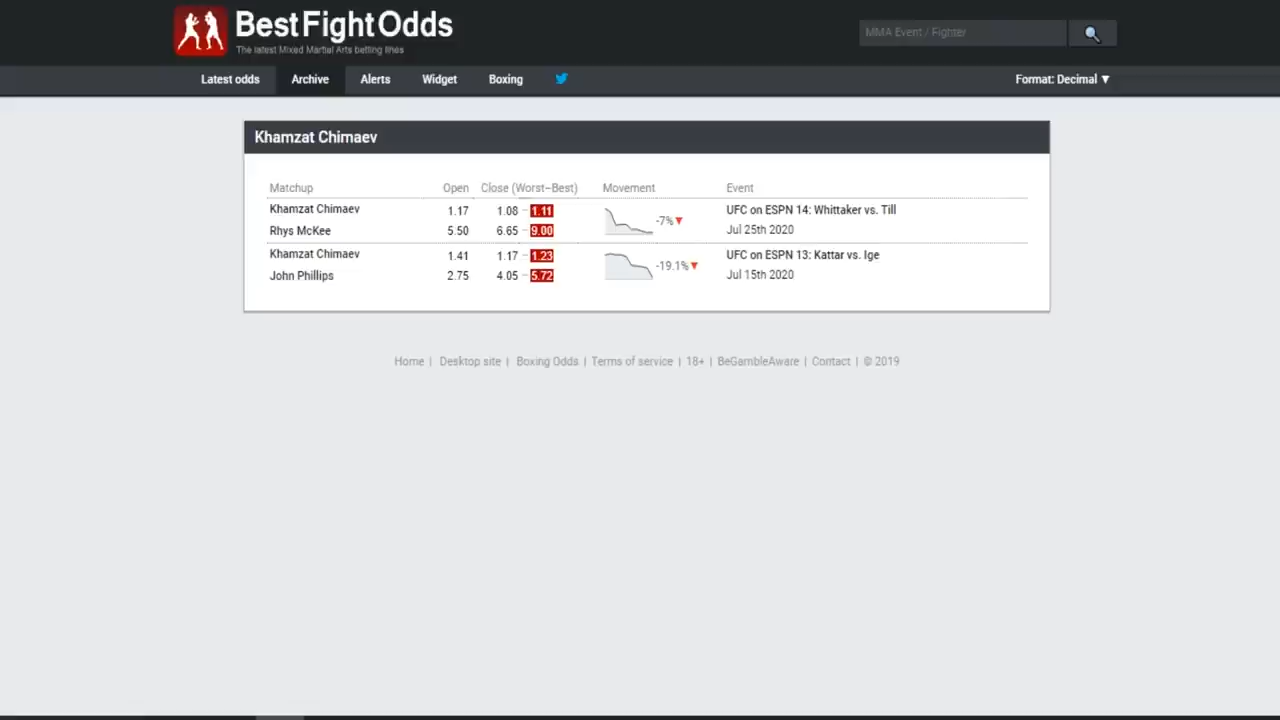 BestFightOdds
The latest Mixed Martial Arts betting lines
MMA Event / Fighter
Latest odds Archive Alerts Widget Boxing Format: Decimal ▼
Khamzat Chimaev
Matchup Open Close (Worst–Best) Movement Event
Khamzat Chimaev 1.17 1.08 – 1.11 -7%▼ UFC on ESPN 14: Whittaker vs. Till
Rhys McKee 5.50 6.65 – 9.00 Jul 25th 2020
Khamzat Chimaev 1.41 1.17 – 1.23 -19.1%▼ UFC on ESPN 13: Kattar vs. Ige
John Phillips 2.75 4.05 – 5.72 Jul 15th 2020
Home | Desktop site | Boxing Odds | Terms of service | 18+ | BeGambleAware | Contact | © 2019